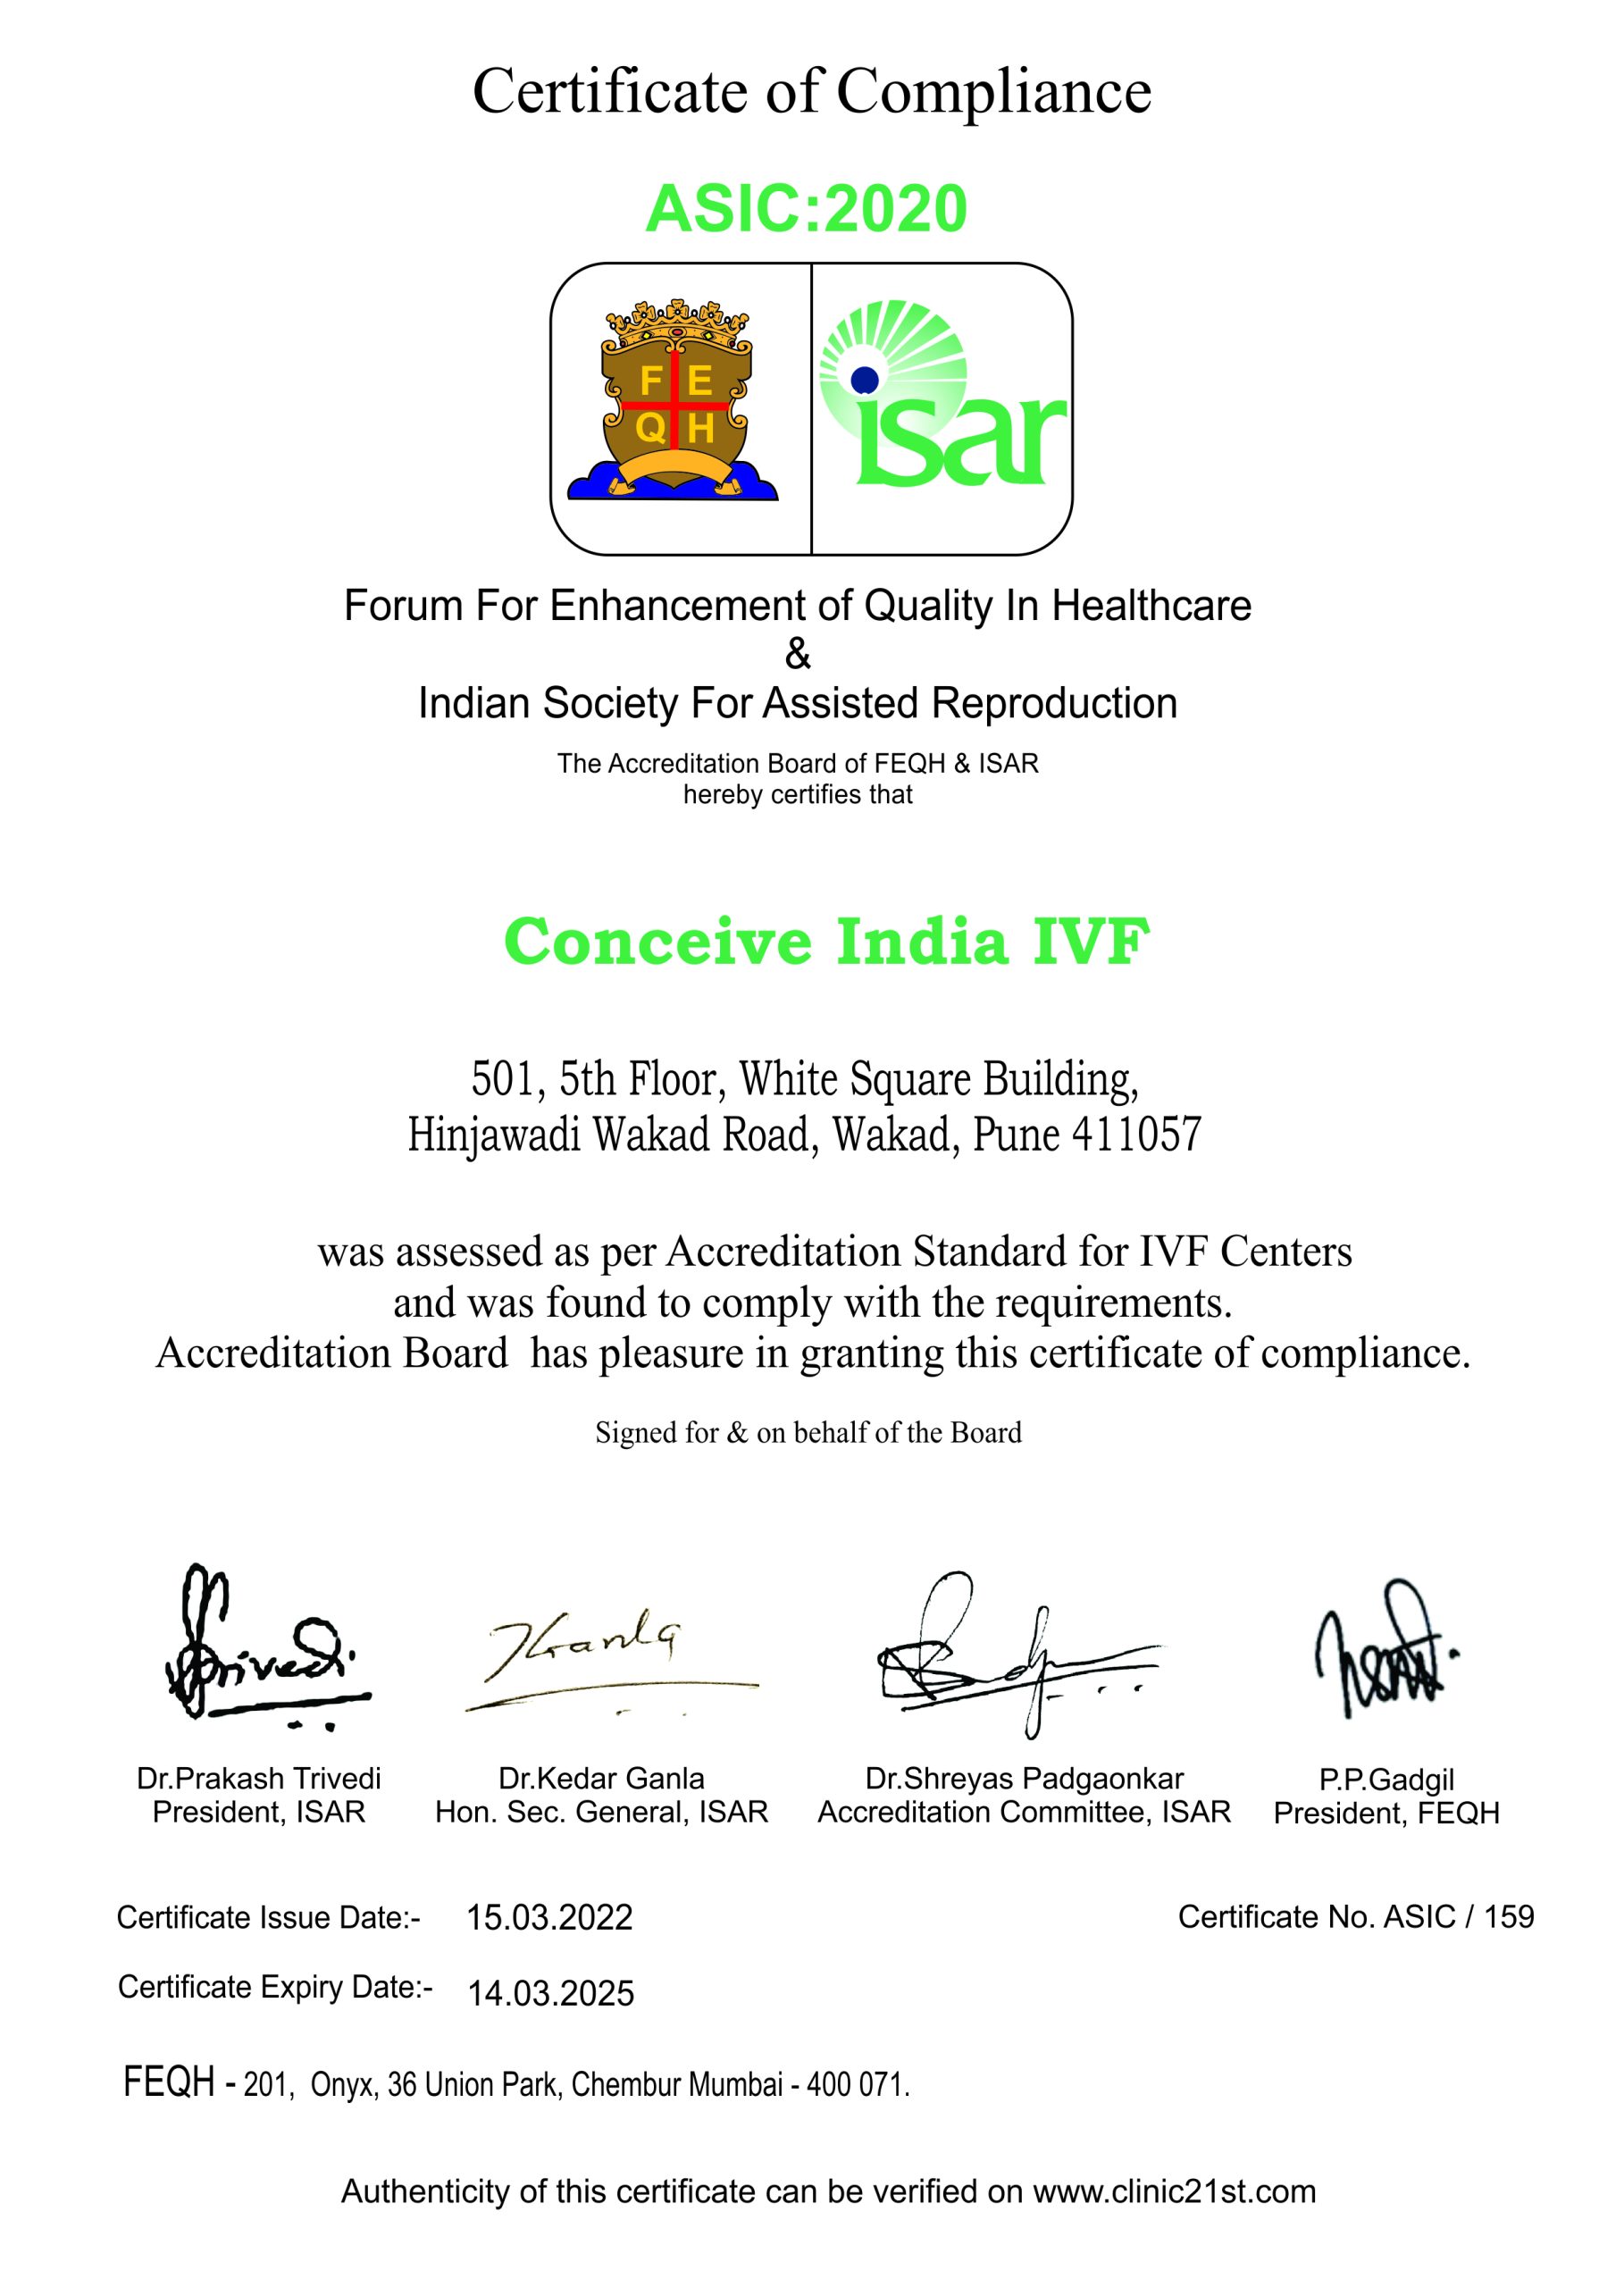 Certificate of Compliance
ASIC:2020
F E
Q H
isar
Forum For Enhancement of Quality In Healthcare
&
Indian Society For Assisted Reproduction
The Accreditation Board of FEQH & ISAR
hereby certifies that
Conceive India IVF
501, 5th Floor, White Square Building,
Hinjawadi Wakad Road, Wakad, Pune 411057
was assessed as per Accreditation Standard for IVF Centers
and was found to comply with the requirements.
Accreditation Board has pleasure in granting this certificate of compliance.
Signed for & on behalf of the Board
Dr.Prakash Trivedi
President, ISAR
Dr.Kedar Ganla
Hon. Sec. General, ISAR
Dr.Shreyas Padgaonkar
Accreditation Committee, ISAR
P.P.Gadgil
President, FEQH
Certificate Issue Date:- 15.03.2022
Certificate No. ASIC / 159
Certificate Expiry Date:- 14.03.2025
FEQH - 201, Onyx, 36 Union Park, Chembur Mumbai - 400 071.
Authenticity of this certificate can be verified on www.clinic21st.com